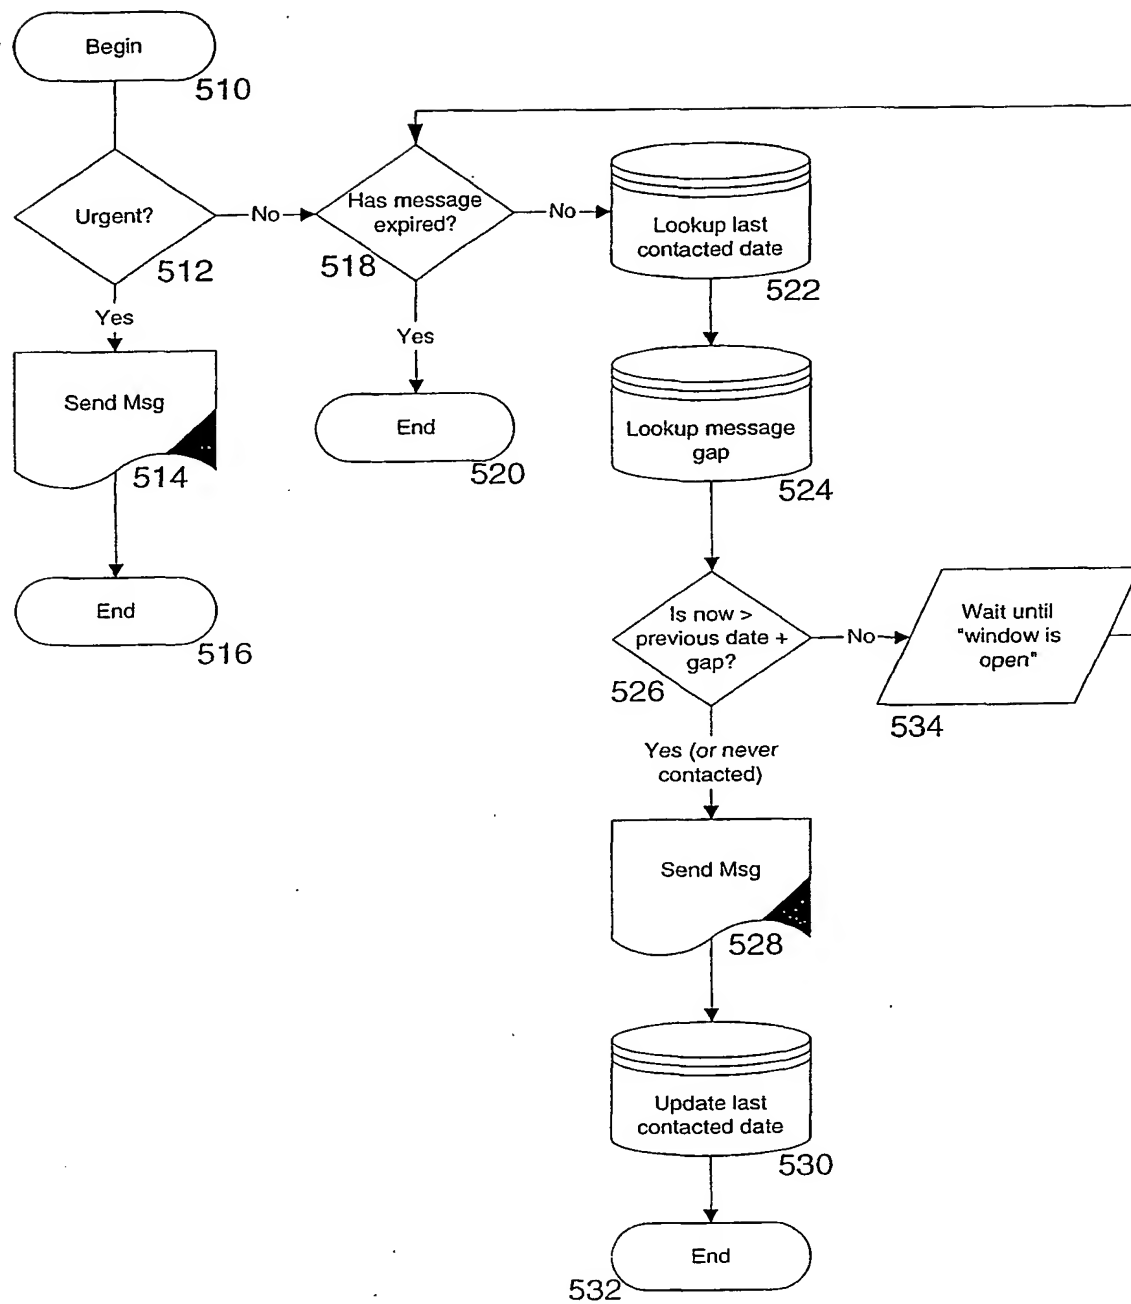 Begin
510
Urgent?
512
No
Yes
Send Msg
514
End
516
Has message
expired?
518
No
Yes
End
520
Lookup last
contacted date
522
Lookup message
gap
524
Is now >
previous date +
gap?
526
No
Wait until
"window is
open"
534
Yes (or never
contacted)
Send Msg
528
Update last
contacted date
530
End
532